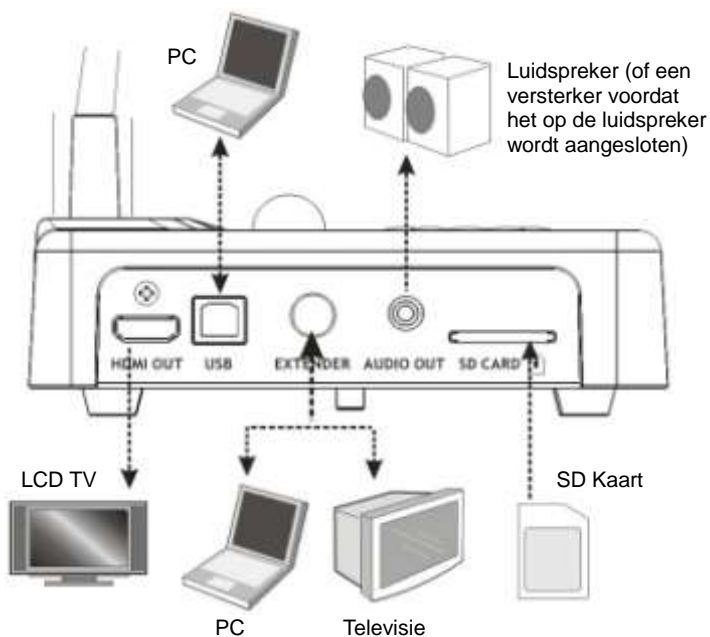 PC
Luidspreker (of een
versterker voordat
het op de luidspreker
wordt aangesloten)
HDMI OUT USB EXTENDER AUDIO OUT SD CARD
LCD TV
SD Kaart
PC
Televisie